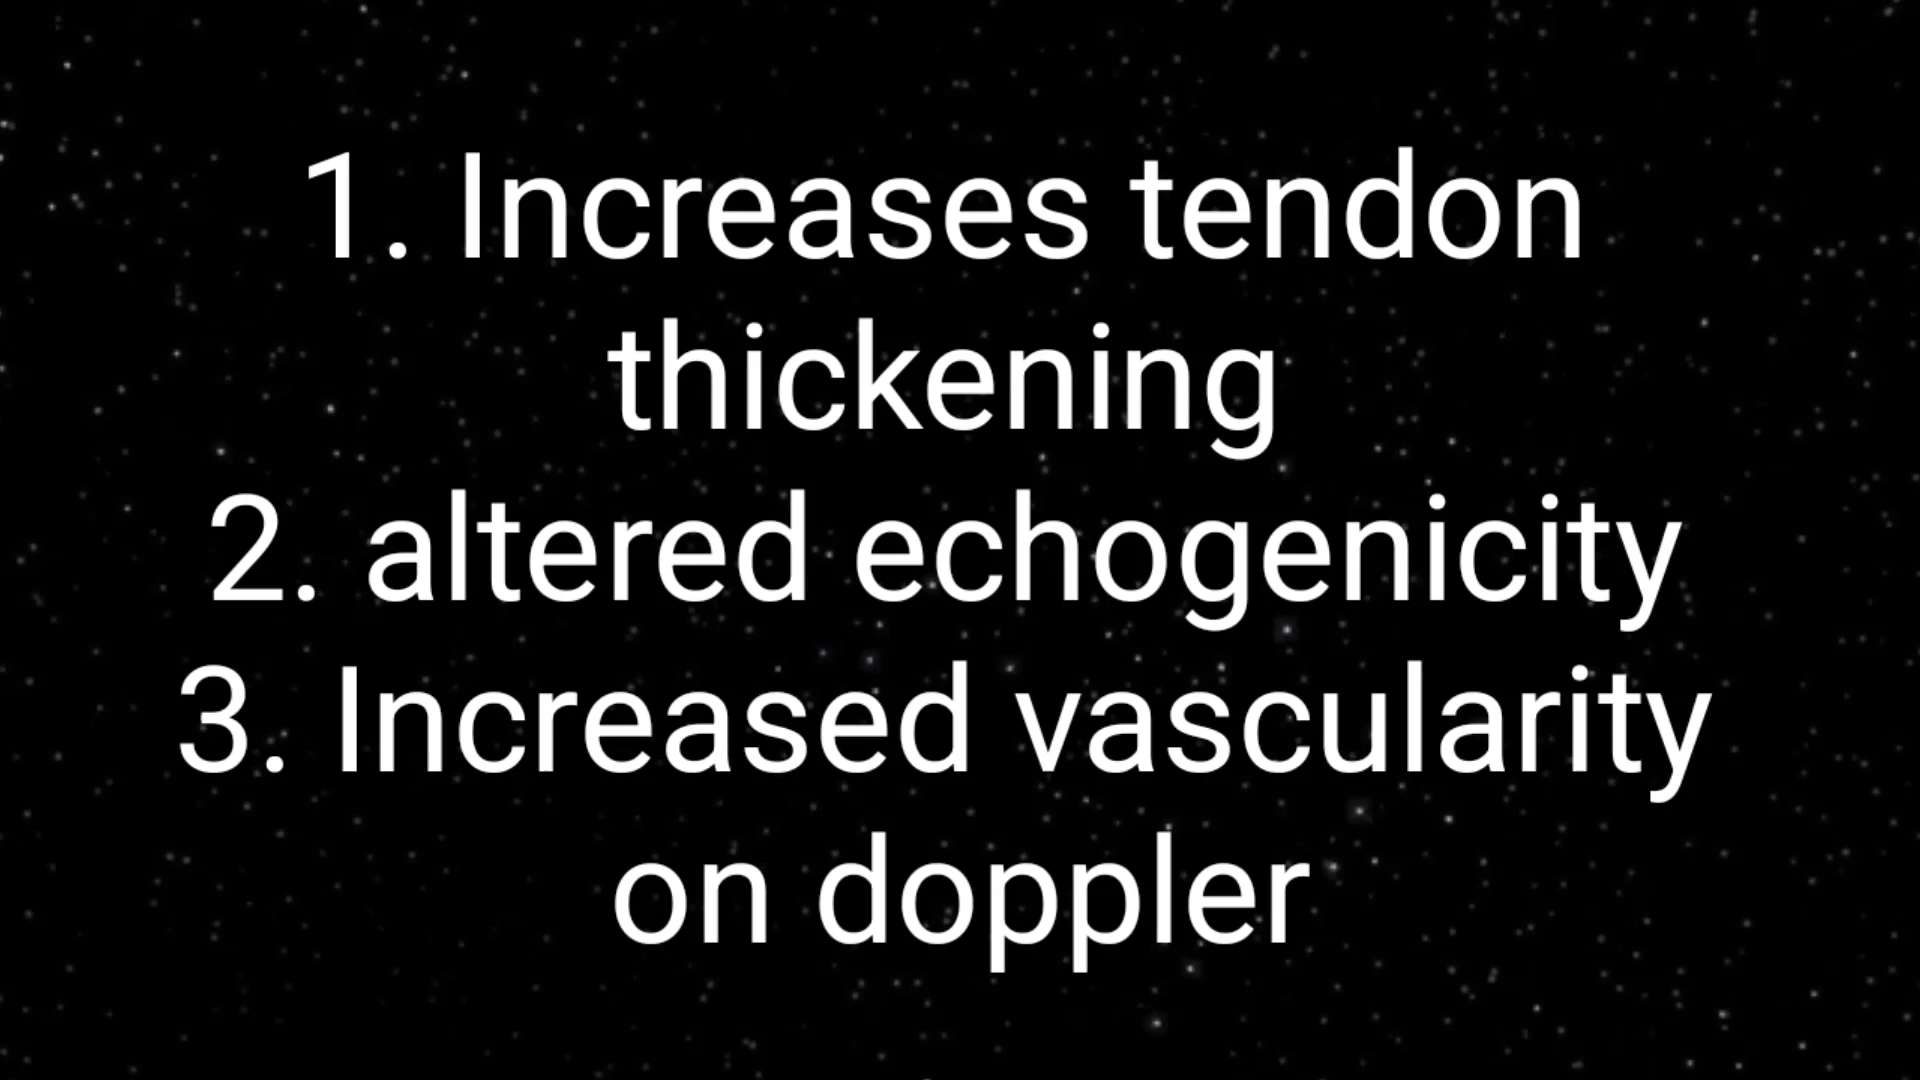 1. Increases tendon
thickening
2. altered echogenicity
3. Increased vascularity
on doppler